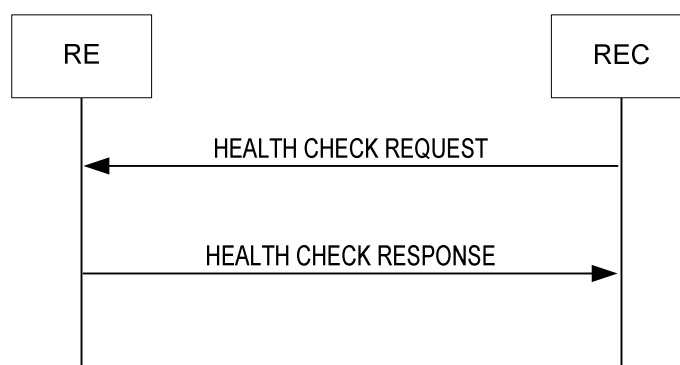 RE
REC
HEALTH CHECK REQUEST
HEALTH CHECK RESPONSE